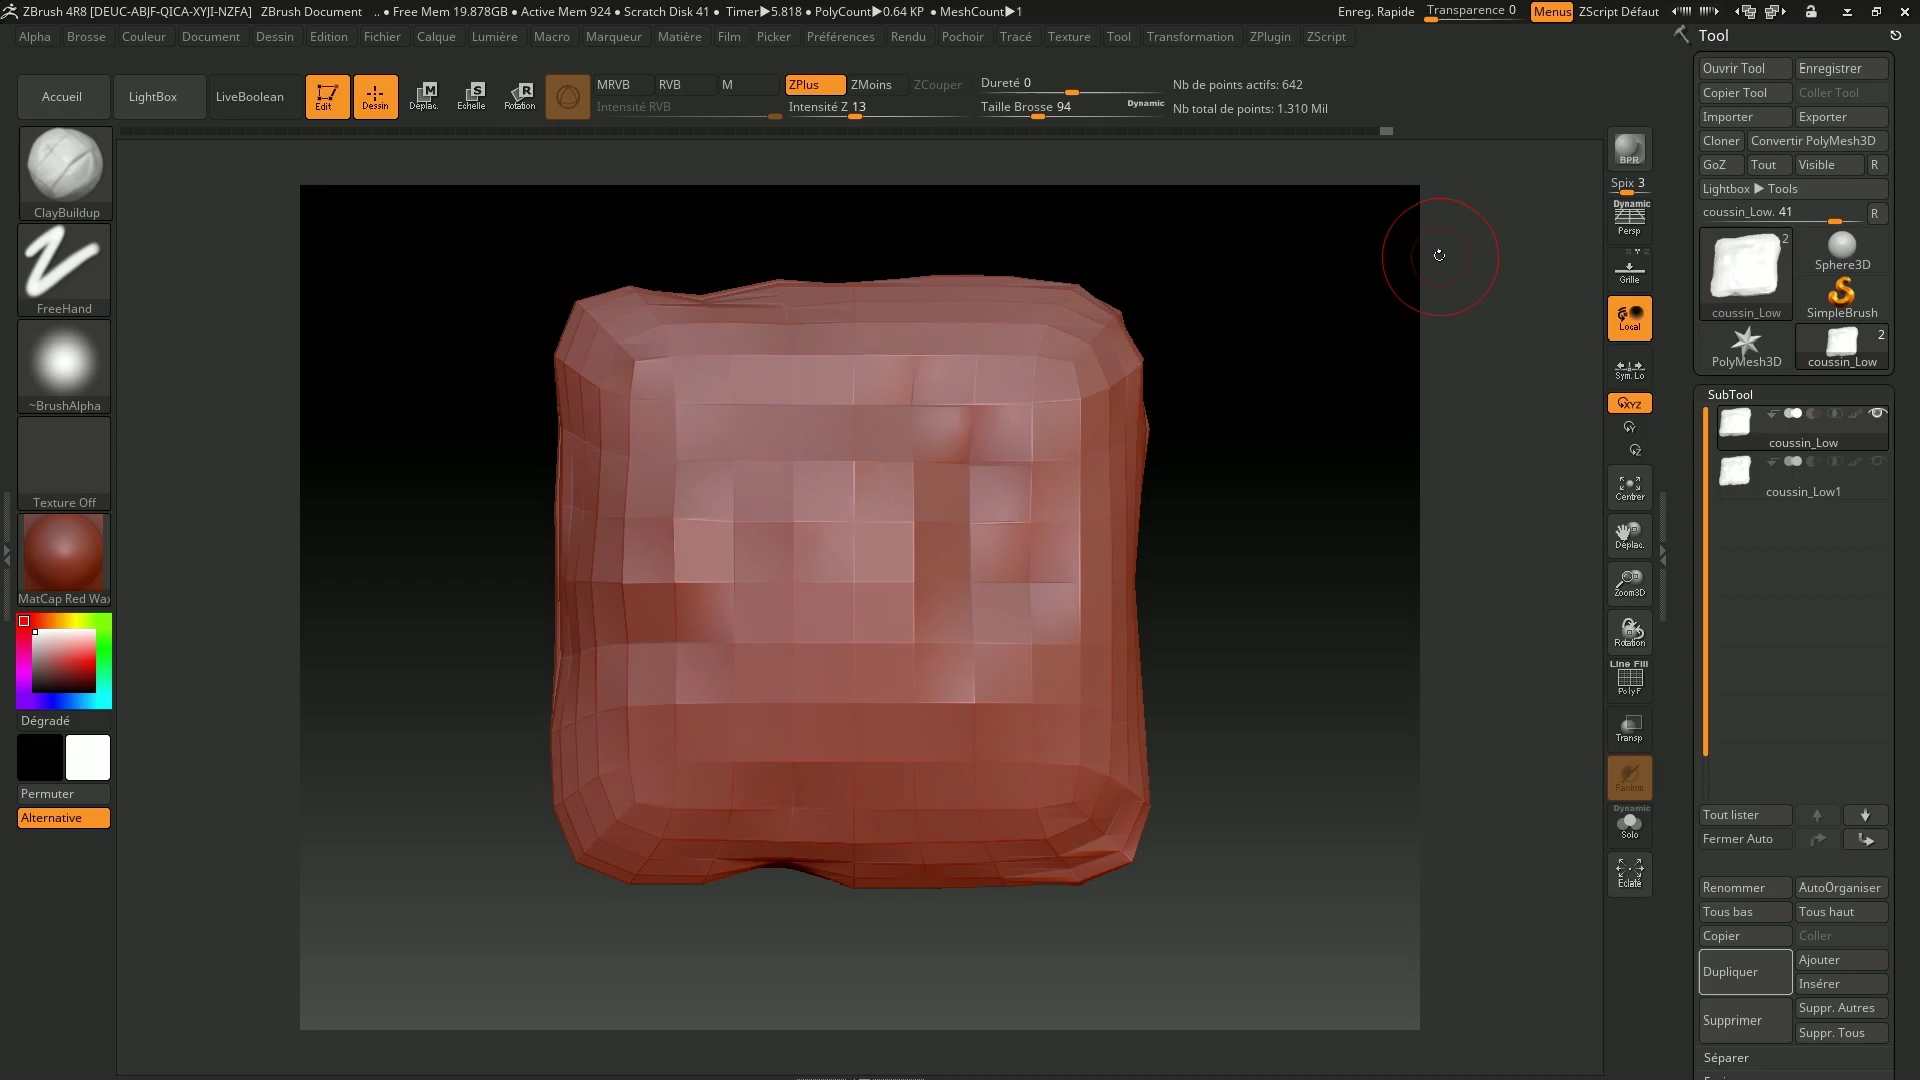 ZBrush 4R8 [DEUC-ABJF-QICA-XYJI-NZFA] ZBrush Document .. ● Free Mem 19.878GB ● Active Mem 924 ● Scratch Disk 41 ● Timer▶5.818 ● PolyCount▶0.64 KP ● MeshCount▶1 Enreg. Rapide Transparence 0 Menus ZScript Défaut
Alpha Brosse Couleur Document Dessin Edition Fichier Calque Lumière Macro Marqueur Matière Film Picker Préférences Rendu Pochoir Tracé Texture Tool Transformation ZPlugin ZScript
Accueil LightBox LiveBoolean Edit Dessin Déplac. Echelle Rotation
MRVB RVB M ZPlus ZMoins ZCouper Dureté 0 Nb de points actifs: 642
Intensité RVB Intensité Z 13 Taille Brosse 94 Dynamic Nb total de points: 1.310 Mil
ClayBuildup
FreeHand
~BrushAlpha
Texture Off
MatCap Red Wax
Dégradé
Permuter
Alternative
BPR
Spix 3
Dynamic
Persp
Grille
Local
Sym.Lo
XYZ
Y
Z
Centrer
Déplac.
Zoom3D
Rotation
Line Fill
PolyF
Transp
Fantom
Dynamic
Solo
Eclaté
Tool
Ouvrir Tool Enregistrer
Copier Tool Coller Tool
Importer Exporter
Cloner Convertir PolyMesh3D
GoZ Tout Visible R
Lightbox ▶ Tools
coussin_Low. 41 R
2
coussin_Low Sphere3D
SimpleBrush
PolyMesh3D 2 coussin_Low
SubTool
coussin_Low
coussin_Low1
Tout lister
Fermer Auto
Renommer AutoOrganiser
Tous bas Tous haut
Copier Coller
Dupliquer Ajouter
Insérer
Supprimer Suppr. Autres
Suppr. Tous
Séparer